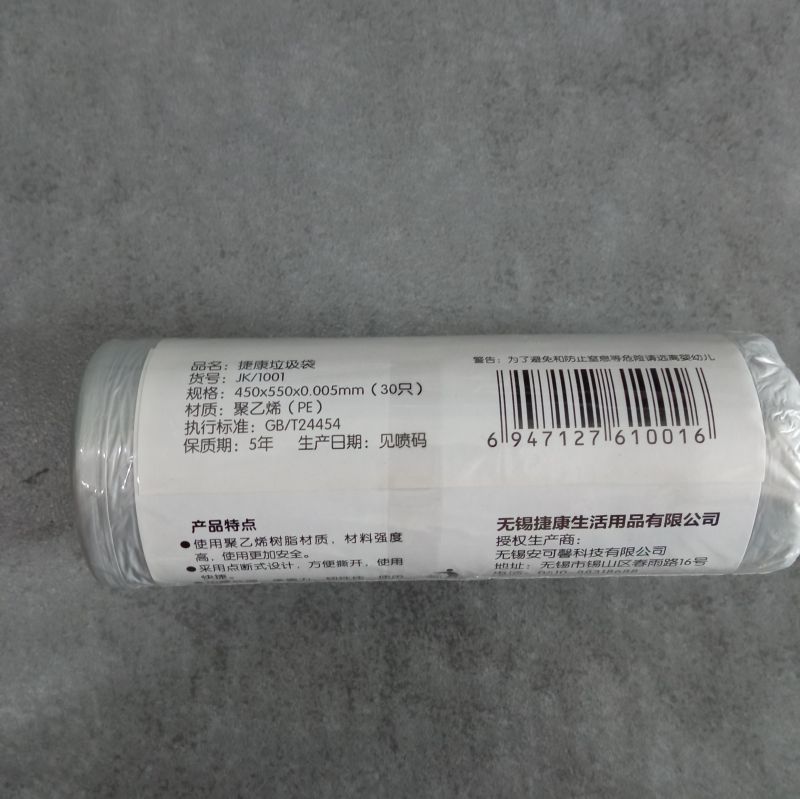 品名：捷康垃圾袋
货号：JK/1001
规格：450x550x0.005mm（30只）
材质：聚乙烯（PE）
执行标准：GB/T24454
保质期：5年 生产日期：见喷码
警告：为了避免和防止窒息等危险请远离婴幼儿
6 947127 610016
产品特点
●使用聚乙烯树脂材质，材料强度
高，使用更加安全。
●采用点断式设计，方便撕开，使用
快捷。
无锡捷康生活用品有限公司
授权生产商：
无锡安可馨科技有限公司
地址：无锡市锡山区春雨路16号